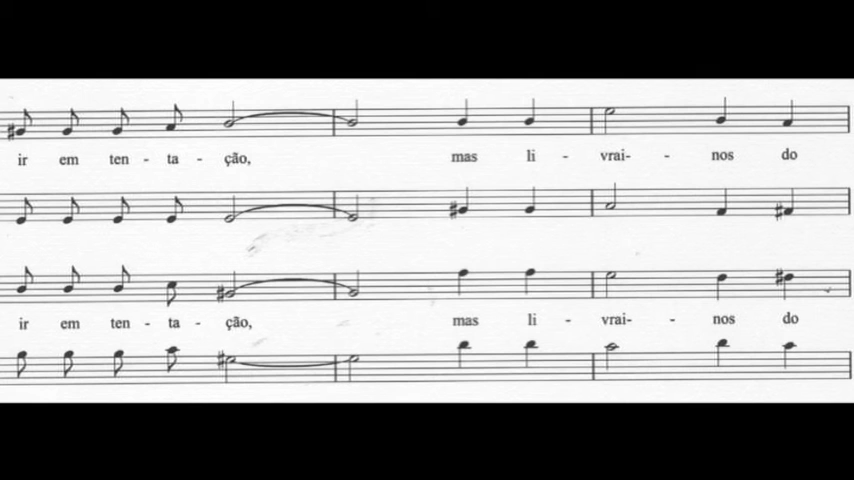 ir em ten - ta - ção, mas li - vrai- - nos do
ir em ten - ta - ção, mas li - vrai- - nos do